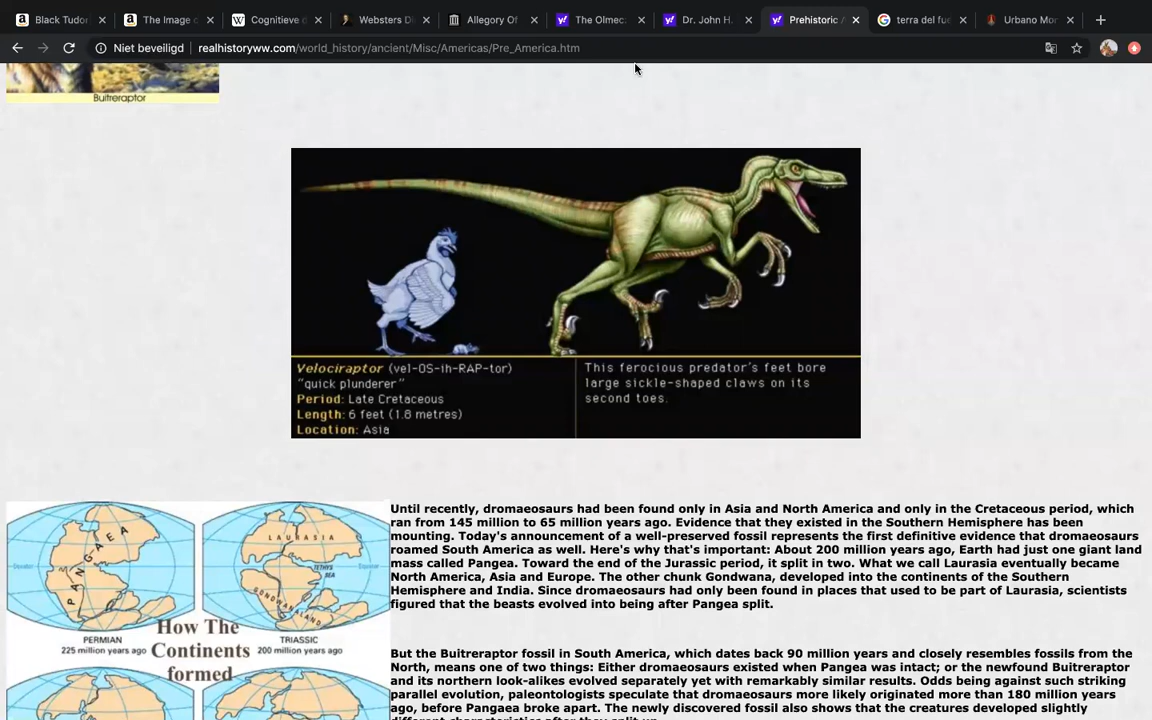 Black Tudor
The Image o
Cognitieve d
Websters Di
Allegory Of
The Olmec:
Dr. John H.
Prehistoric
terra del fue
Urbano Mon
Niet beveiligd
realhistoryww.com/world_history/ancient/Misc/Americas/Pre_America.htm
Buitreraptor
Velociraptor (vel-OS-ih-RAP-tor)
"quick plunderer"
Period: Late Cretaceous
Length: 6 feet (1.8 metres)
Location: Asia
This ferocious predator's feet bore
large sickle-shaped claws on its
second toes.
PANGAEA
PERMIAN
225 million years ago
LAURASIA
TETHYS
SEA
GONDWANALAND
TRIASSIC
200 million years ago
How The
Continents
formed
Until recently, dromaeosaurs had been found only in Asia and North America and only in the Cretaceous period, which
ran from 145 million to 65 million years ago. Evidence that they existed in the Southern Hemisphere has been
mounting. Today's announcement of a well-preserved fossil represents the first definitive evidence that dromaeosaurs
roamed South America as well. Here's why that's important: About 200 million years ago, Earth had just one giant land
mass called Pangea. Toward the end of the Jurassic period, it split in two. What we call Laurasia eventually became
North America, Asia and Europe. The other chunk Gondwana, developed into the continents of the Southern
Hemisphere and India. Since dromaeosaurs had only been found in places that used to be part of Laurasia, scientists
figured that the beasts evolved into being after Pangea split.
But the Buitreraptor fossil in South America, which dates back 90 million years and closely resembles fossils from the
North, means one of two things: Either dromaeosaurs existed when Pangea was intact; or the newfound Buitreraptor
and its northern look-alikes evolved separately yet with remarkably similar results. Odds being against such striking
parallel evolution, paleontologists speculate that dromaeosaurs more likely originated more than 180 million years
ago, before Pangaea broke apart. The newly discovered fossil also shows that the creatures developed slightly
different characteristics after they split up.